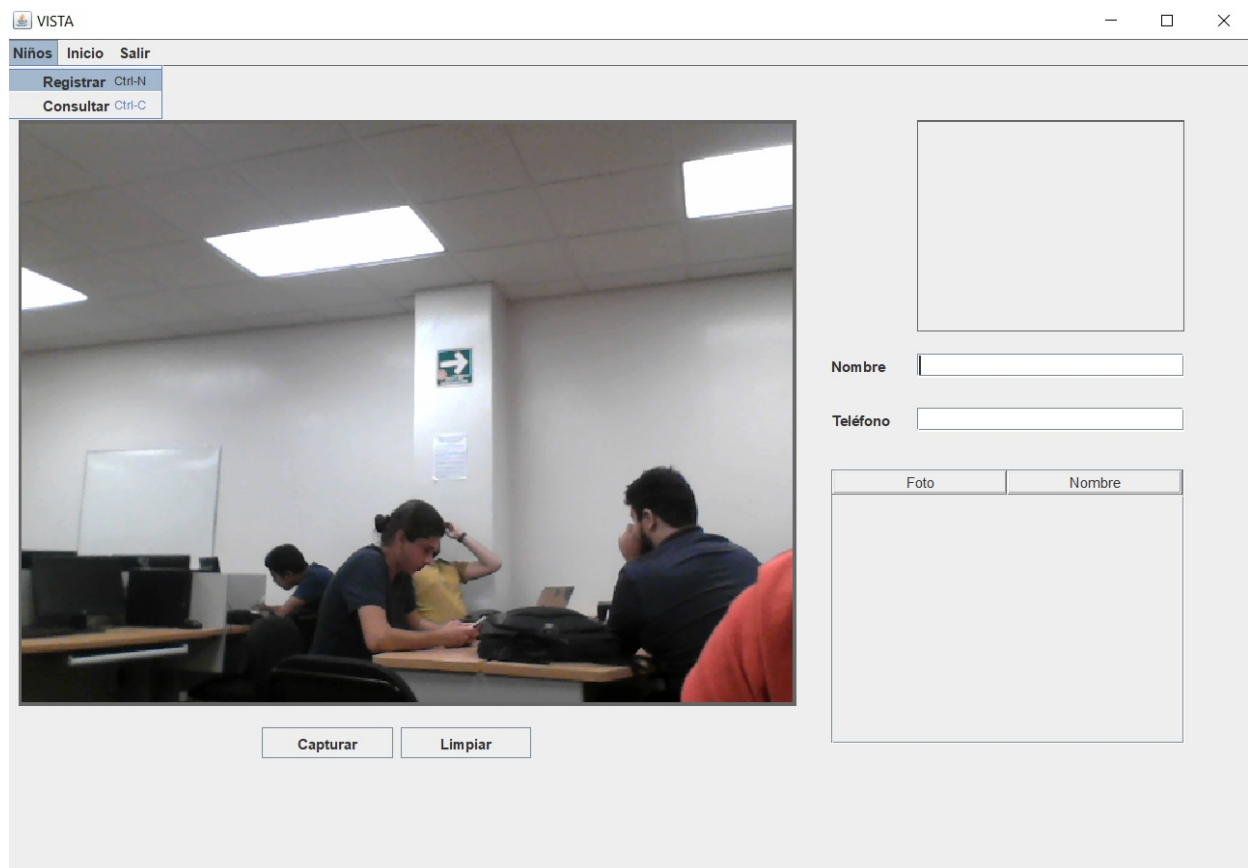 VISTA
Niños Inicio Salir
Registrar Ctrl-N
Consultar Ctrl-C
Nombre
Teléfono
Foto Nombre
Capturar Limpiar